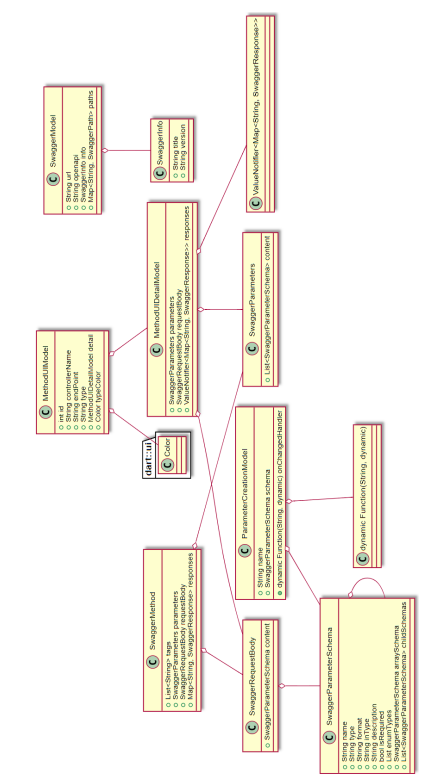 SwaggerModel
String url
String openapi
SwaggerInfo info
Map<String, SwaggerPath> paths
SwaggerInfo
String title
String version
ValueNotifier<Map<String, SwaggerResponse>>
MethodUIModel
int id
String controllerName
String endPoint
String type
MethodUIDetailModel detail
Color typeColor
MethodUIDetailModel
SwaggerParameters parameters
SwaggerRequestBody requestBody
ValueNotifier<Map<String, SwaggerResponse>> responses
SwaggerParameters
List<SwaggerParameterSchema> content
dart::ui
Color
ParameterCreationModel
String name
SwaggerParameterSchema schema
dynamic Function(String, dynamic) onChangedHandler
dynamic Function(String, dynamic)
SwaggerMethod
List<String> tags
SwaggerParameters parameters
SwaggerRequestBody requestBody
Map<String, SwaggerResponse> responses
SwaggerRequestBody
SwaggerParameterSchema content
SwaggerParameterSchema
String name
String type
String format
String inType
String description
bool isRequired
List enumTypes
SwaggerParameterSchema arraySchema
List<SwaggerParameterSchema> childSchemas